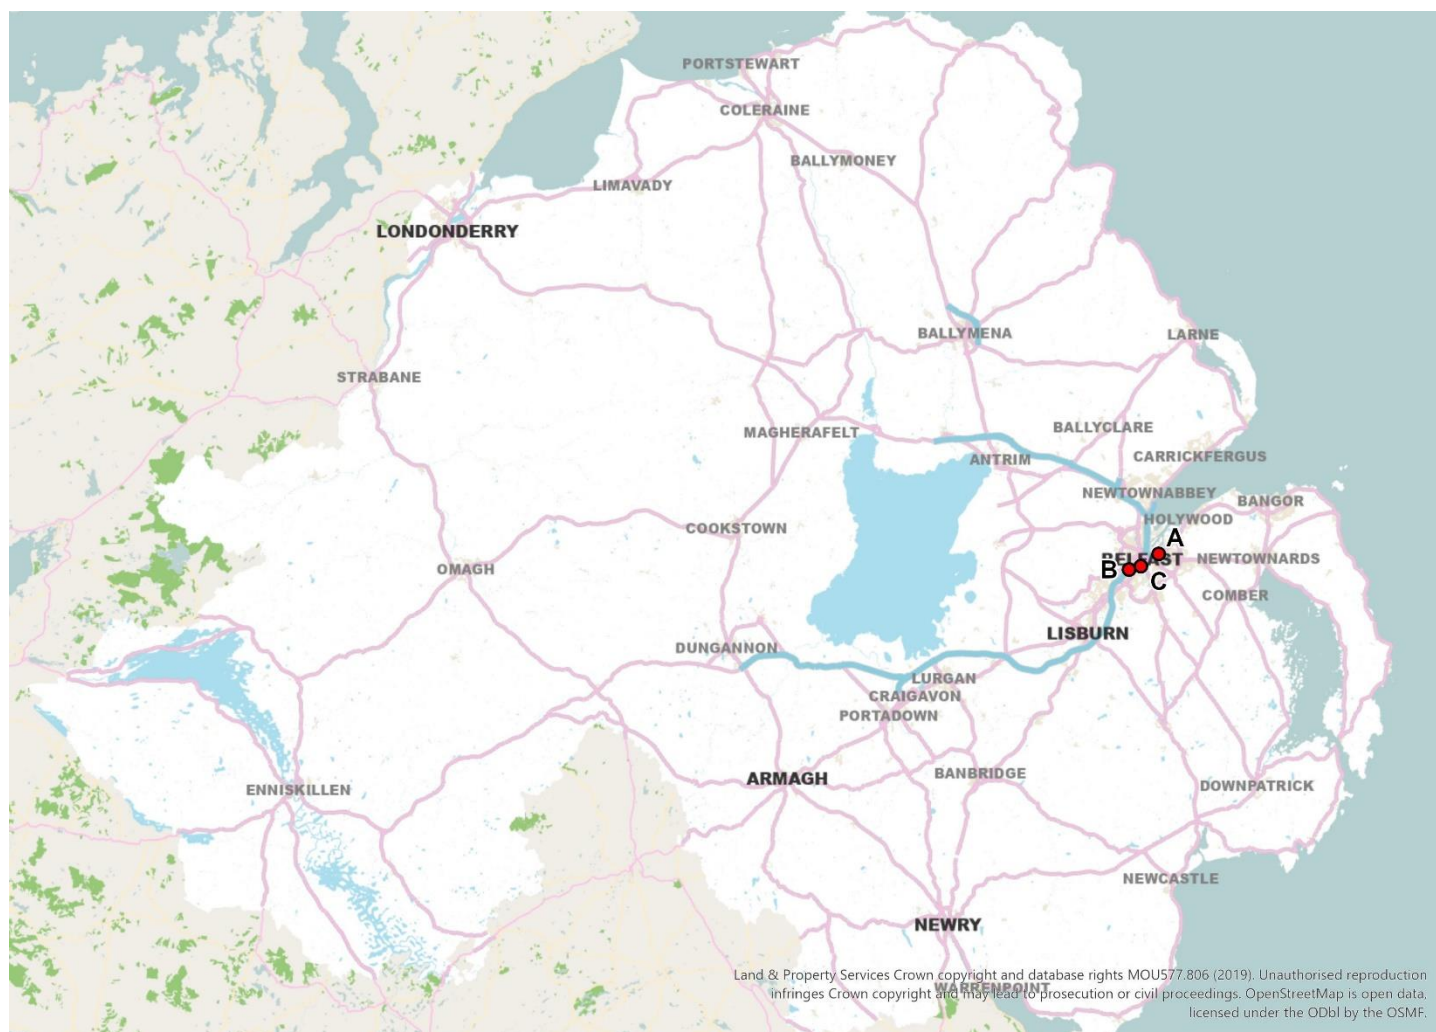 PORTSTEWART
COLERAINE
BALLYMONEY
LIMAVADY
LONDONDERRY
BALLYMENA
LARNE
STRABANE
BALLYCLARE
MAGHERAFELT
CARRICKFERGUS
ANTRIM
NEWTOWNABBEY
BANGOR
HOLYWOOD
COOKSTOWN
A
BELFAST
NEWTOWNARDS
B
OMAGH
C
COMBER
LISBURN
DUNGANNON
LURGAN
CRAIGAVON
PORTADOWN
BANBRIDGE
ARMAGH
DOWNPATRICK
ENNISKILLEN
NEWCASTLE
NEWRY
Land & Property Services Crown copyright and database rights MOU577.806 (2019). Unauthorised reproduction
infringes Crown copyright and may lead to prosecution or civil proceedings. OpenStreetMap is open data,
WARRENPOINT
licensed under the ODbl by the OSMF.